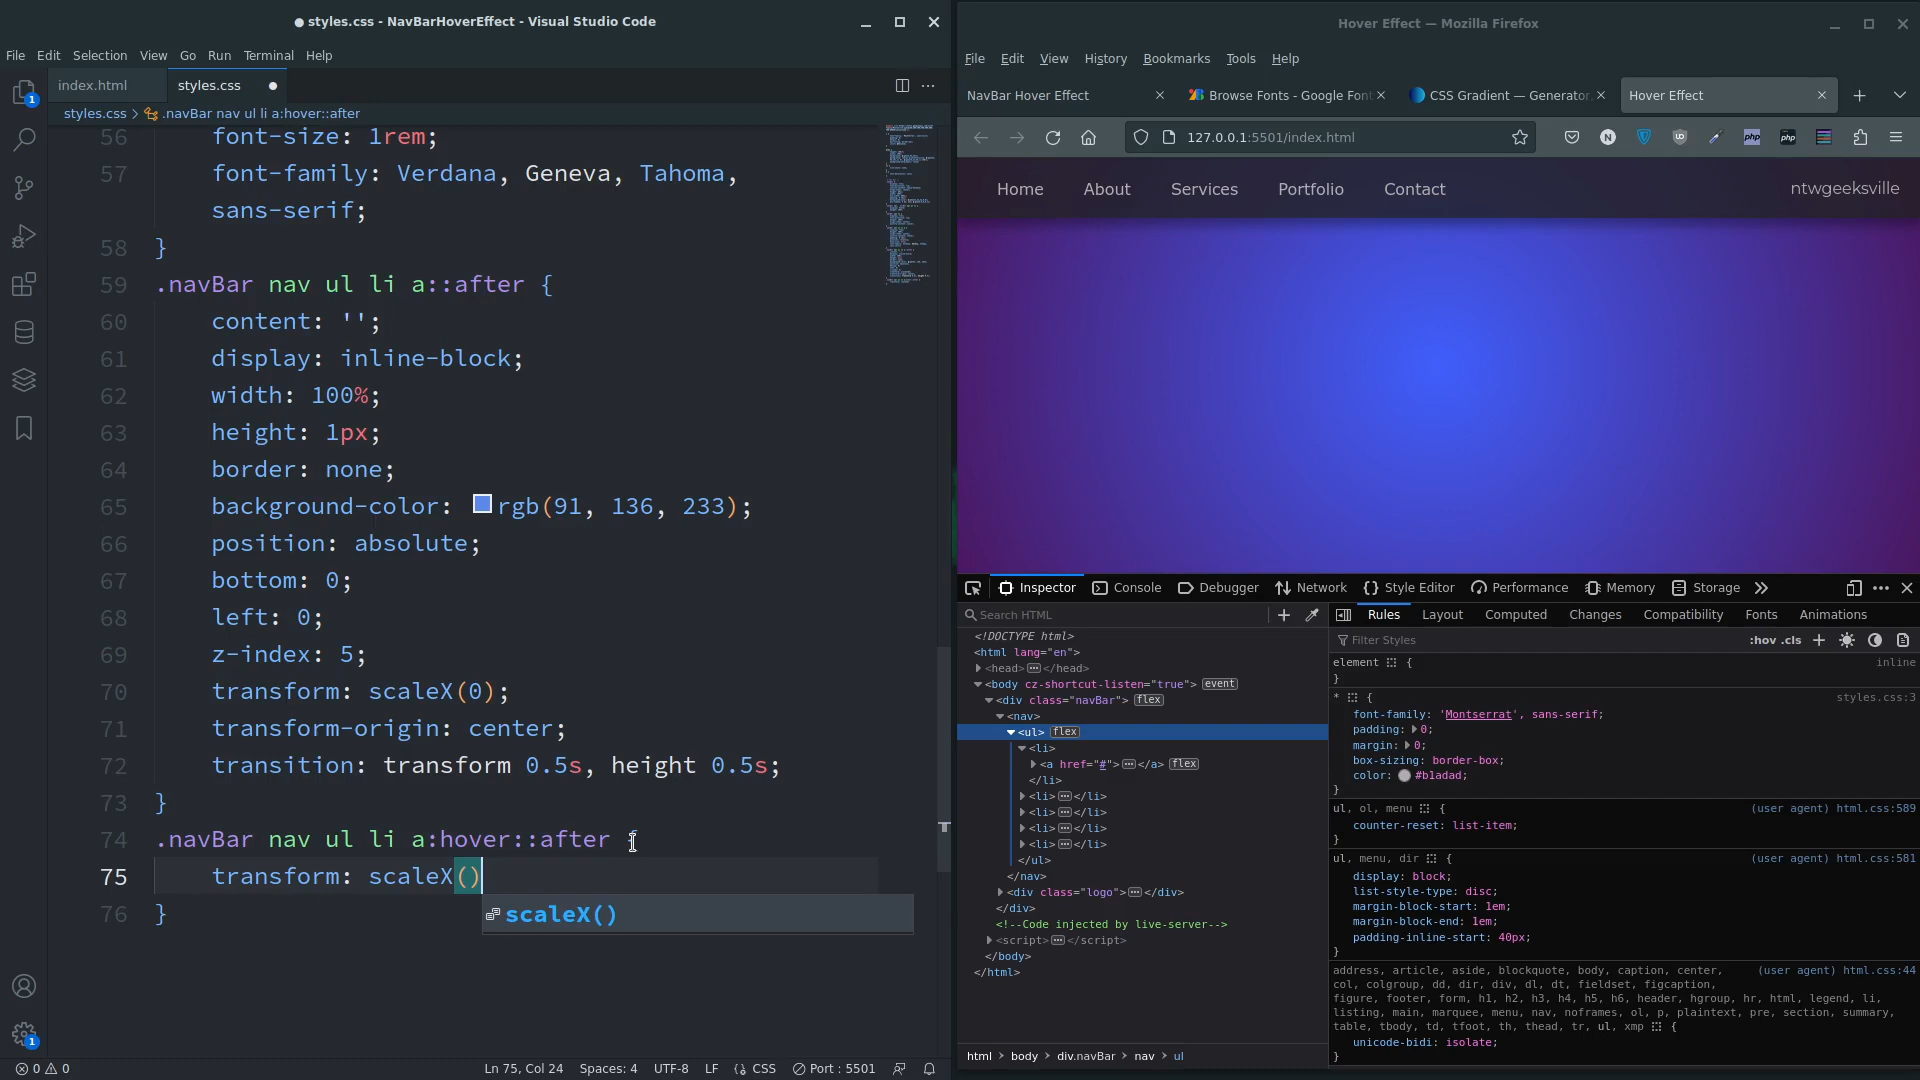 styles.css - NavBarHoverEffect - Visual Studio Code
File Edit Selection View Go Run Terminal Help
index.html styles.css
styles.css > .navBar nav ul li a:hover::after
56 font-size: 1rem;
57 font-family: Verdana, Geneva, Tahoma,
sans-serif;
58 }
59 .navBar nav ul li a::after {
60 content: '';
61 display: inline-block;
62 width: 100%;
63 height: 1px;
64 border: none;
65 background-color: rgb(91, 136, 233);
66 position: absolute;
67 bottom: 0;
68 left: 0;
69 z-index: 5;
70 transform: scaleX(0);
71 transform-origin: center;
72 transition: transform 0.5s, height 0.5s;
73 }
74 .navBar nav ul li a:hover::after {
75 transform: scaleX()
scaleX()
76 }
1
1
0 0 Ln 75, Col 24 Spaces: 4 UTF-8 LF {} CSS Port : 5501
Hover Effect — Mozilla Firefox
File Edit View History Bookmarks Tools Help
NavBar Hover Effect Browse Fonts - Google Font CSS Gradient — Generator Hover Effect
127.0.0.1:5501/index.html
Home About Services Portfolio Contact ntwgeeksville
Inspector Console Debugger Network Style Editor Performance Memory Storage
Search HTML
<!DOCTYPE html>
<html lang="en">
<head></head>
<body cz-shortcut-listen="true"> event
<div class="navBar"> flex
<nav>
<ul> flex
<li>
<a href="#"></a> flex
</li>
<li></li>
<li></li>
<li></li>
<li></li>
</ul>
</nav>
<div class="logo"></div>
</div>
<!--Code injected by live-server-->
<script></script>
</body>
</html>
html > body > div.navBar > nav > ul
Rules Layout Computed Changes Compatibility Fonts Animations
Filter Styles :hov .cls
element { inline
}
* { styles.css:3
font-family: 'Montserrat', sans-serif;
padding: 0;
margin: 0;
box-sizing: border-box;
color: #b1adad;
}
ul, ol, menu { (user agent) html.css:589
counter-reset: list-item;
}
ul, menu, dir { (user agent) html.css:581
display: block;
list-style-type: disc;
margin-block-start: 1em;
margin-block-end: 1em;
padding-inline-start: 40px;
}
address, article, aside, blockquote, body, caption, center, (user agent) html.css:44
col, colgroup, dd, dir, div, dl, dt, fieldset, figcaption,
figure, footer, form, h1, h2, h3, h4, h5, h6, header, hgroup, hr, html, legend, li,
listing, main, marquee, menu, nav, noframes, ol, p, plaintext, pre, section, summary,
table, tbody, td, tfoot, th, thead, tr, ul, xmp {
unicode-bidi: isolate;
}